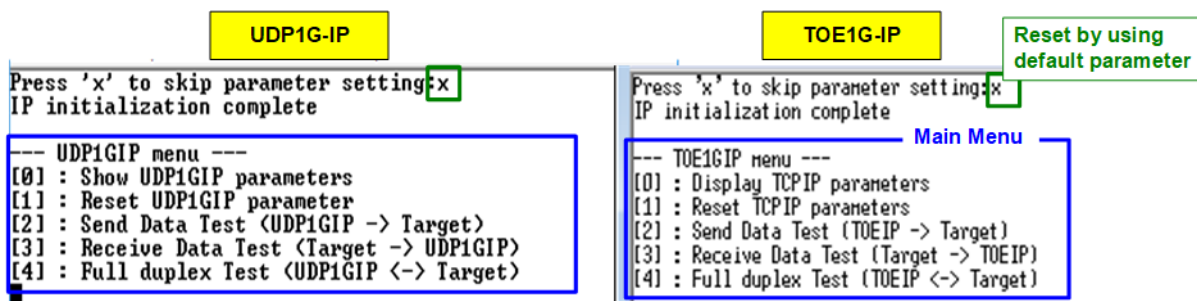 UDP1G-IP
Press 'x' to skip parameter setting:x
IP initialization complete
--- UDP1GIP menu ---
[0] : Show UDP1GIP parameters
[1] : Reset UDP1GIP parameter
[2] : Send Data Test (UDP1GIP -> Target)
[3] : Receive Data Test (Target -> UDP1GIP)
[4] : Full duplex Test (UDP1GIP <-> Target)
TOE1G-IP
Reset by using
default parameter
Press 'x' to skip parameter setting:x
IP initialization complete
Main Menu
--- TOE1GIP menu ---
[0] : Display TCPIP parameters
[1] : Reset TCPIP parameters
[2] : Send Data Test (TOEIP -> Target)
[3] : Receive Data Test (Target -> TOEIP)
[4] : Full duplex Test (TOEIP <-> Target)